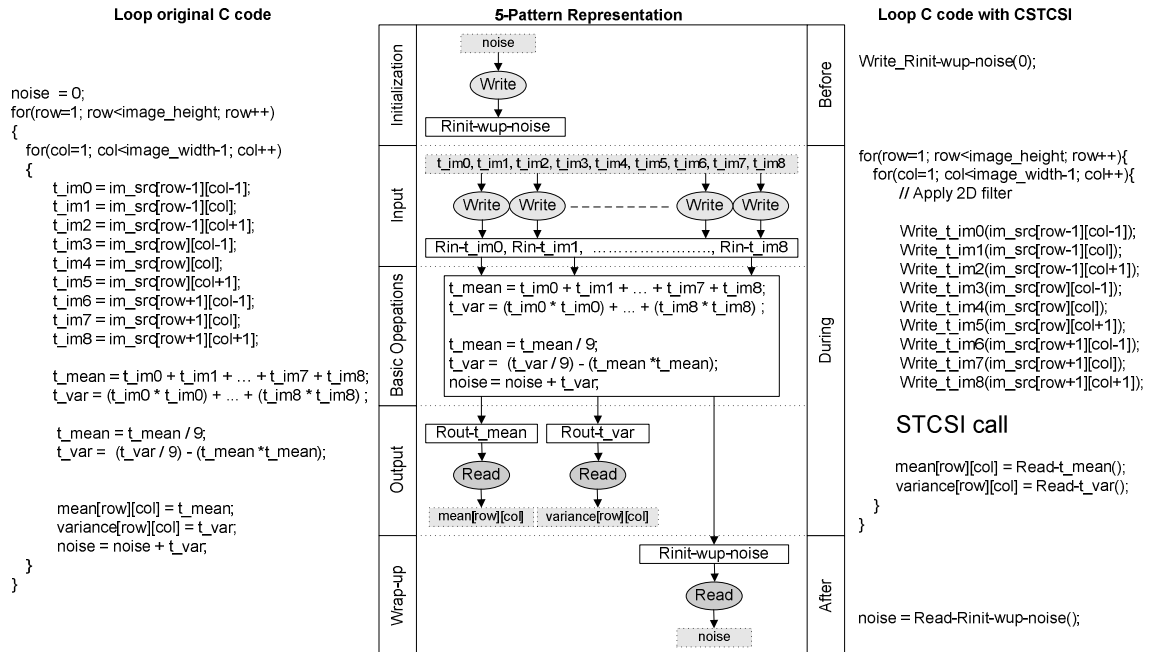 Loop original C code
noise = 0;
for(row=1; row<image_height; row++)
{
for(col=1; col<image_width-1; col++)
{
t_im0 = im_src[row-1][col-1];
t_im1 = im_src[row-1][col];
t_im2 = im_src[row-1][col+1];
t_im3 = im_src[row][col-1];
t_im4 = im_src[row][col];
t_im5 = im_src[row][col+1];
t_im6 = im_src[row+1][col-1];
t_im7 = im_src[row+1][col];
t_im8 = im_src[row+1][col+1];
t_mean = t_im0 + t_im1 + ... + t_im7 + t_im8;
t_var = (t_im0 * t_im0) + ... + (t_im8 * t_im8) ;
t_mean = t_mean / 9;
t_var = (t_var / 9) - (t_mean *t_mean);
mean[row][col] = t_mean;
variance[row][col] = t_var;
noise = noise + t_var;
}
}
5-Pattern Representation
Initialization
noise
Write
Rinit-wup-noise
Before
Input
t_im0, t_im1, t_im2, t_im3, t_im4, t_im5, t_im6, t_im7, t_im8
Write Write Write Write
Rin-t_im0, Rin-t_im1, ......................, Rin-t_im8
Basic Opepations
t_mean = t_im0 + t_im1 + ... + t_im7 + t_im8;
t_var = (t_im0 * t_im0) + ... + (t_im8 * t_im8) ;
t_mean = t_mean / 9;
t_var = (t_var / 9) - (t_mean *t_mean);
noise = noise + t_var;
During
Output
Rout-t_mean Rout-t_var
Read Read
mean[row][col] variance[row][col]
Wrap-up
Rinit-wup-noise
Read
noise
After
Loop C code with CSTCSI
Write_Rinit-wup-noise(0);
for(row=1; row<image_height; row++){
for(col=1; col<image_width-1; col++){
// Apply 2D filter
Write_t_im0(im_src[row-1][col-1]);
Write_t_im1(im_src[row-1][col]);
Write_t_im2(im_src[row-1][col+1]);
Write_t_im3(im_src[row][col-1]);
Write_t_im4(im_src[row][col]);
Write_t_im5(im_src[row][col+1]);
Write_t_im6(im_src[row+1][col-1]);
Write_t_im7(im_src[row+1][col]);
Write_t_im8(im_src[row+1][col+1]);
STCSI call
mean[row][col] = Read-t_mean();
variance[row][col] = Read-t_var();
}
}
noise = Read-Rinit-wup-noise();